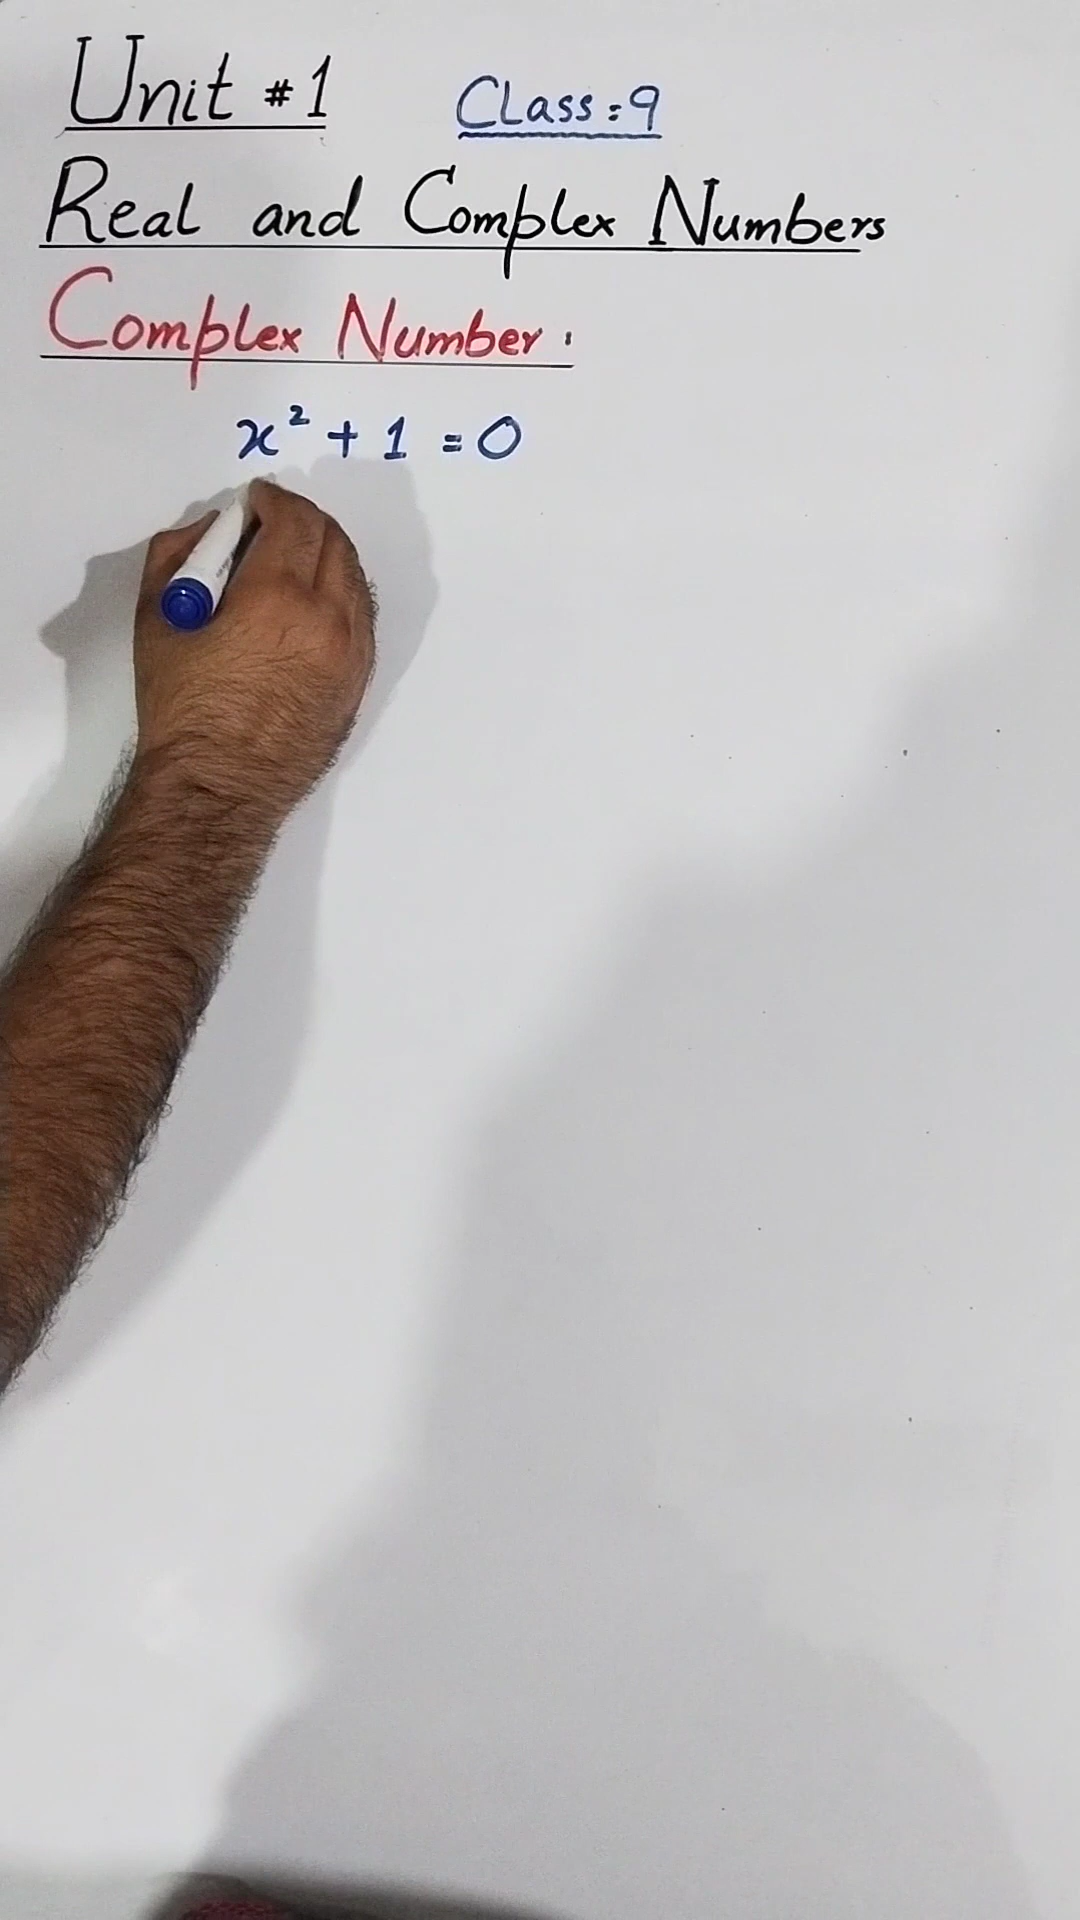 Unit #1 Class:9
Real and Complex Numbers
Complex Number:
x² + 1 = 0